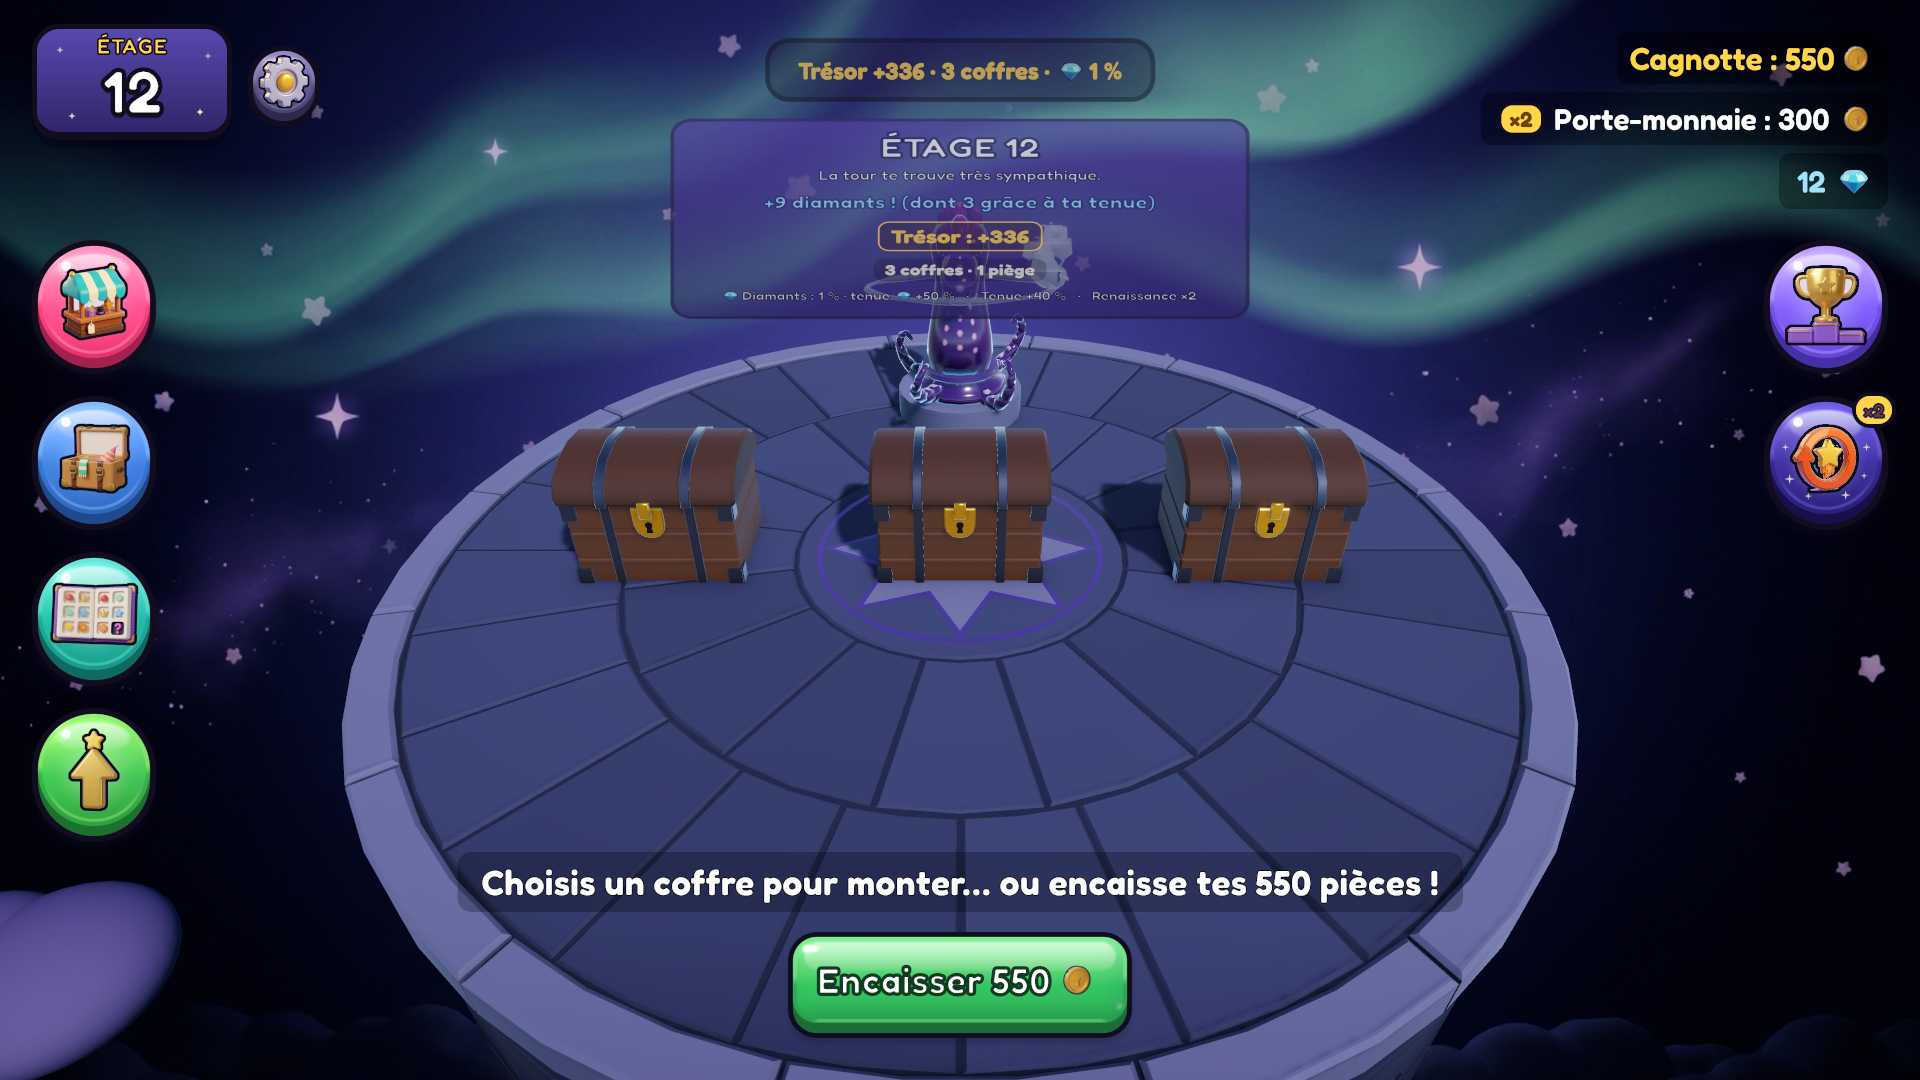 ÉTAGE
12
Trésor +336 · 3 coffres · 1 %
Cagnotte : 550
x2 Porte-monnaie : 300
12
ÉTAGE 12
La tour te trouve très sympathique.
+9 diamants ! (dont 3 grâce à ta tenue)
Trésor : +336
3 coffres · 1 piège
Diamants : 1 % · tenue +50 % · Tenue +40 % · Renaissance ×2
x2
?
Choisis un coffre pour monter... ou encaisse tes 550 pièces !
Encaisser 550